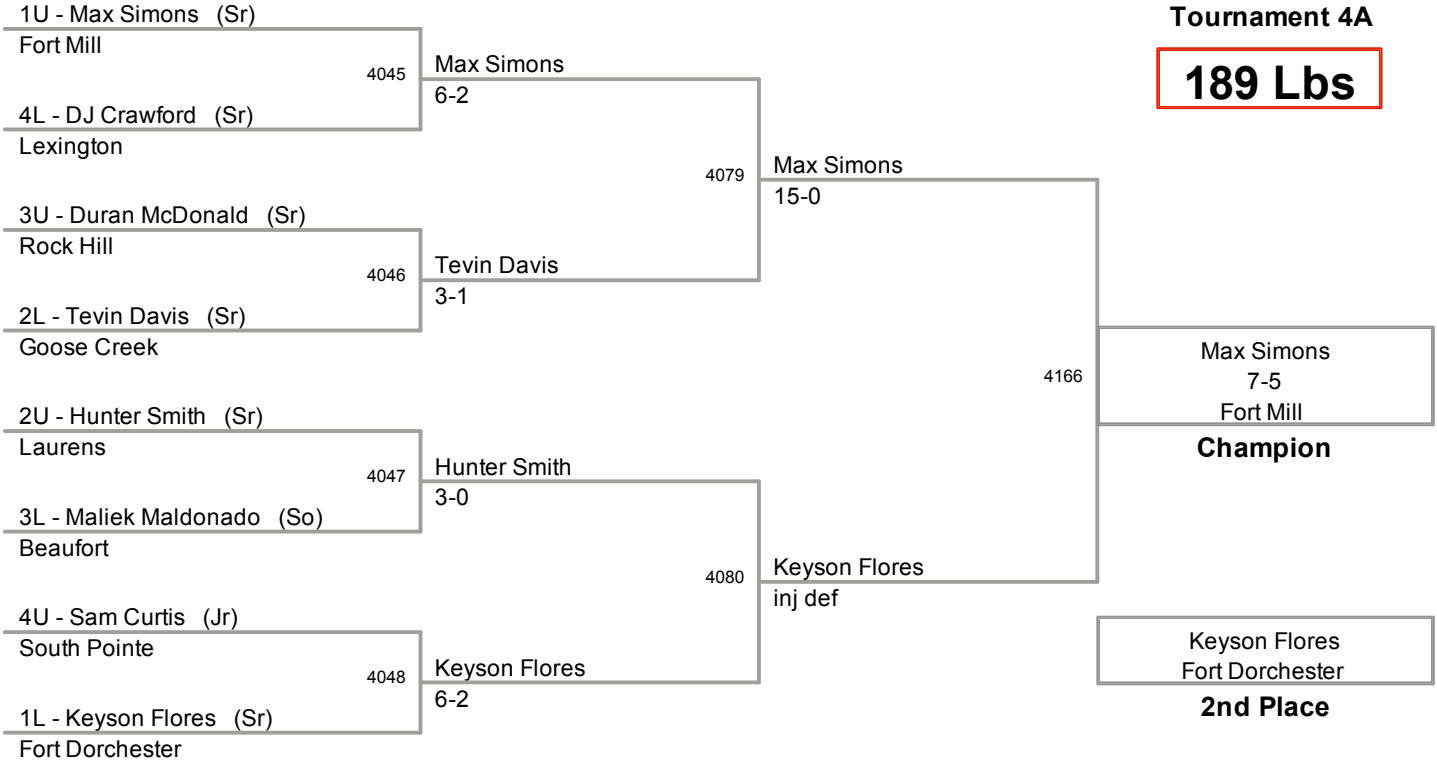 1U - Max Simons (Sr)
Fort Mill
4045
4L - DJ Crawford (Sr)
Lexington
Max Simons
6-2
3U - Duran McDonald (Sr)
Rock Hill
4046
2L - Tevin Davis (Sr)
Goose Creek
Tevin Davis
3-1
4079
Max Simons
15-0
2U - Hunter Smith (Sr)
Laurens
4047
3L - Maliek Maldonado (So)
Beaufort
Hunter Smith
3-0
4U - Sam Curtis (Jr)
South Pointe
4048
1L - Keyson Flores (Sr)
Fort Dorchester
Keyson Flores
6-2
4080
Keyson Flores
inj def
4166
Tournament 4A
189 Lbs
Max Simons
7-5
Fort Mill
Champion
Keyson Flores
Fort Dorchester
2nd Place